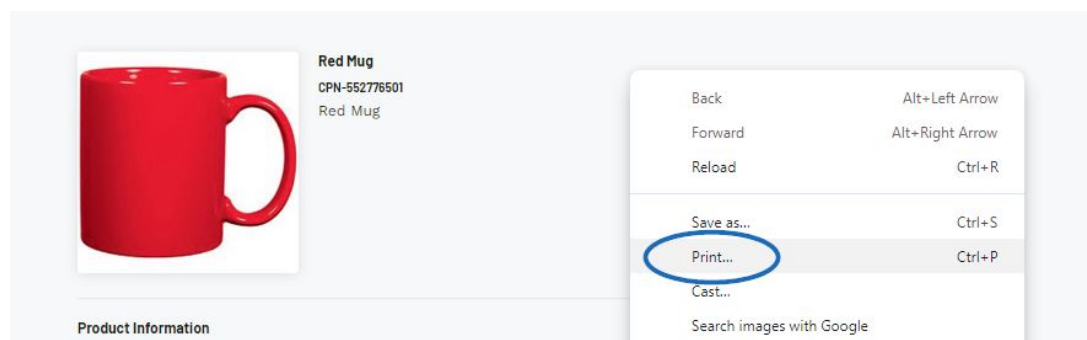 Red Mug
CPN-552776501
Red Mug
Back Alt+Left Arrow
Forward Alt+Right Arrow
Reload Ctrl+R
Save as... Ctrl+S
Print... Ctrl+P
Cast...
Search images with Google
Product Information